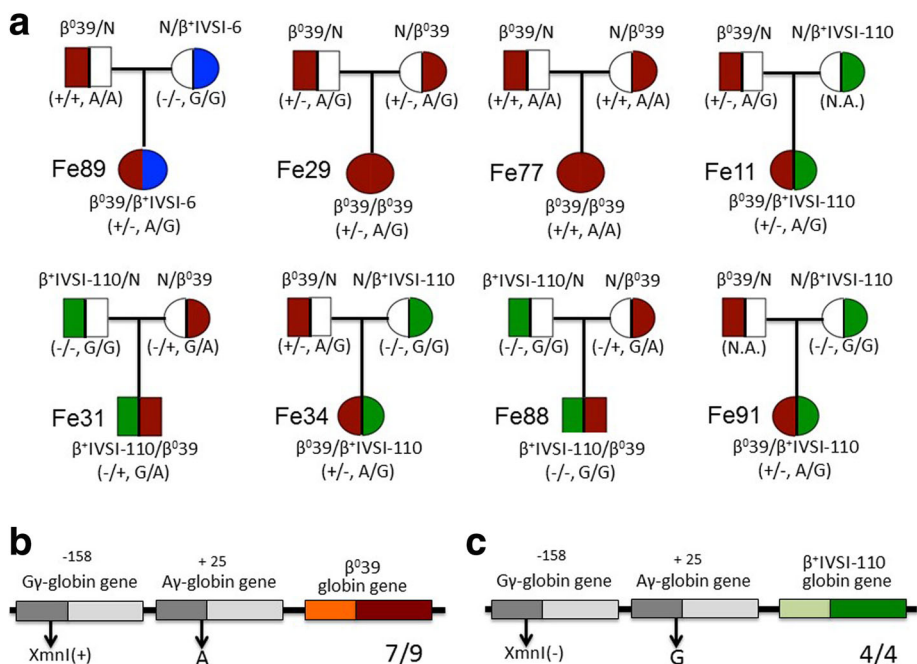 a
β⁰39/N N/β⁺IVSI-6
(+/+, A/A) (-/-, G/G)
Fe89
β⁰39/β⁺IVSI-6
(+/-, A/G)
β⁰39/N N/β⁰39
(+/-, A/G) (+/-, A/G)
Fe29
β⁰39/β⁰39
(+/-, A/G)
β⁰39/N N/β⁰39
(+/+, A/A) (+/+, A/A)
Fe77
β⁰39/β⁰39
(+/+, A/A)
β⁰39/N N/β⁺IVSI-110
(+/-, A/G) (N.A.)
Fe11
β⁰39/β⁺IVSI-110
(+/-, A/G)
β⁺IVSI-110/N N/β⁰39
(-/-, G/G) (-/+, G/A)
Fe31
β⁺IVSI-110/β⁰39
(-/+, G/A)
β⁰39/N N/β⁺IVSI-110
(+/-, A/G) (-/-, G/G)
Fe34
β⁰39/β⁺IVSI-110
(+/-, A/G)
β⁺IVSI-110/N N/β⁰39
(-/-, G/G) (-/+, G/A)
Fe88
β⁺IVSI-110/β⁰39
(-/-, G/G)
β⁰39/N N/β⁺IVSI-110
(N.A.) (-/-, G/G)
Fe91
β⁰39/β⁺IVSI-110
(+/-, A/G)
b
-158 + 25 β⁰39
Gγ-globin gene Aγ-globin gene globin gene
XmnI(+) A 7/9
c
-158 + 25 β⁺IVSI-110
Gγ-globin gene Aγ-globin gene globin gene
XmnI(-) G 4/4